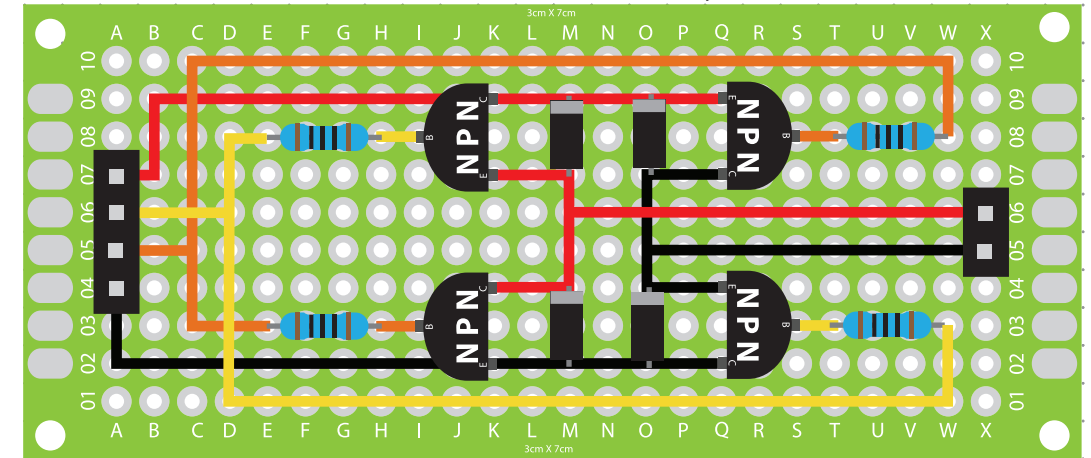 3cm X 7cm
A B C D E F G H I J K L M N O P Q R S T U V W X
10 10
09 C NPN E NPN 09
08 B B 08
07 E C 07
06 06
05 05
04 C NPN E NPN 04
03 B B 03
02 E C 02
01 01
A B C D E F G H I J K L M N O P Q R S T U V W X
3cm X 7cm